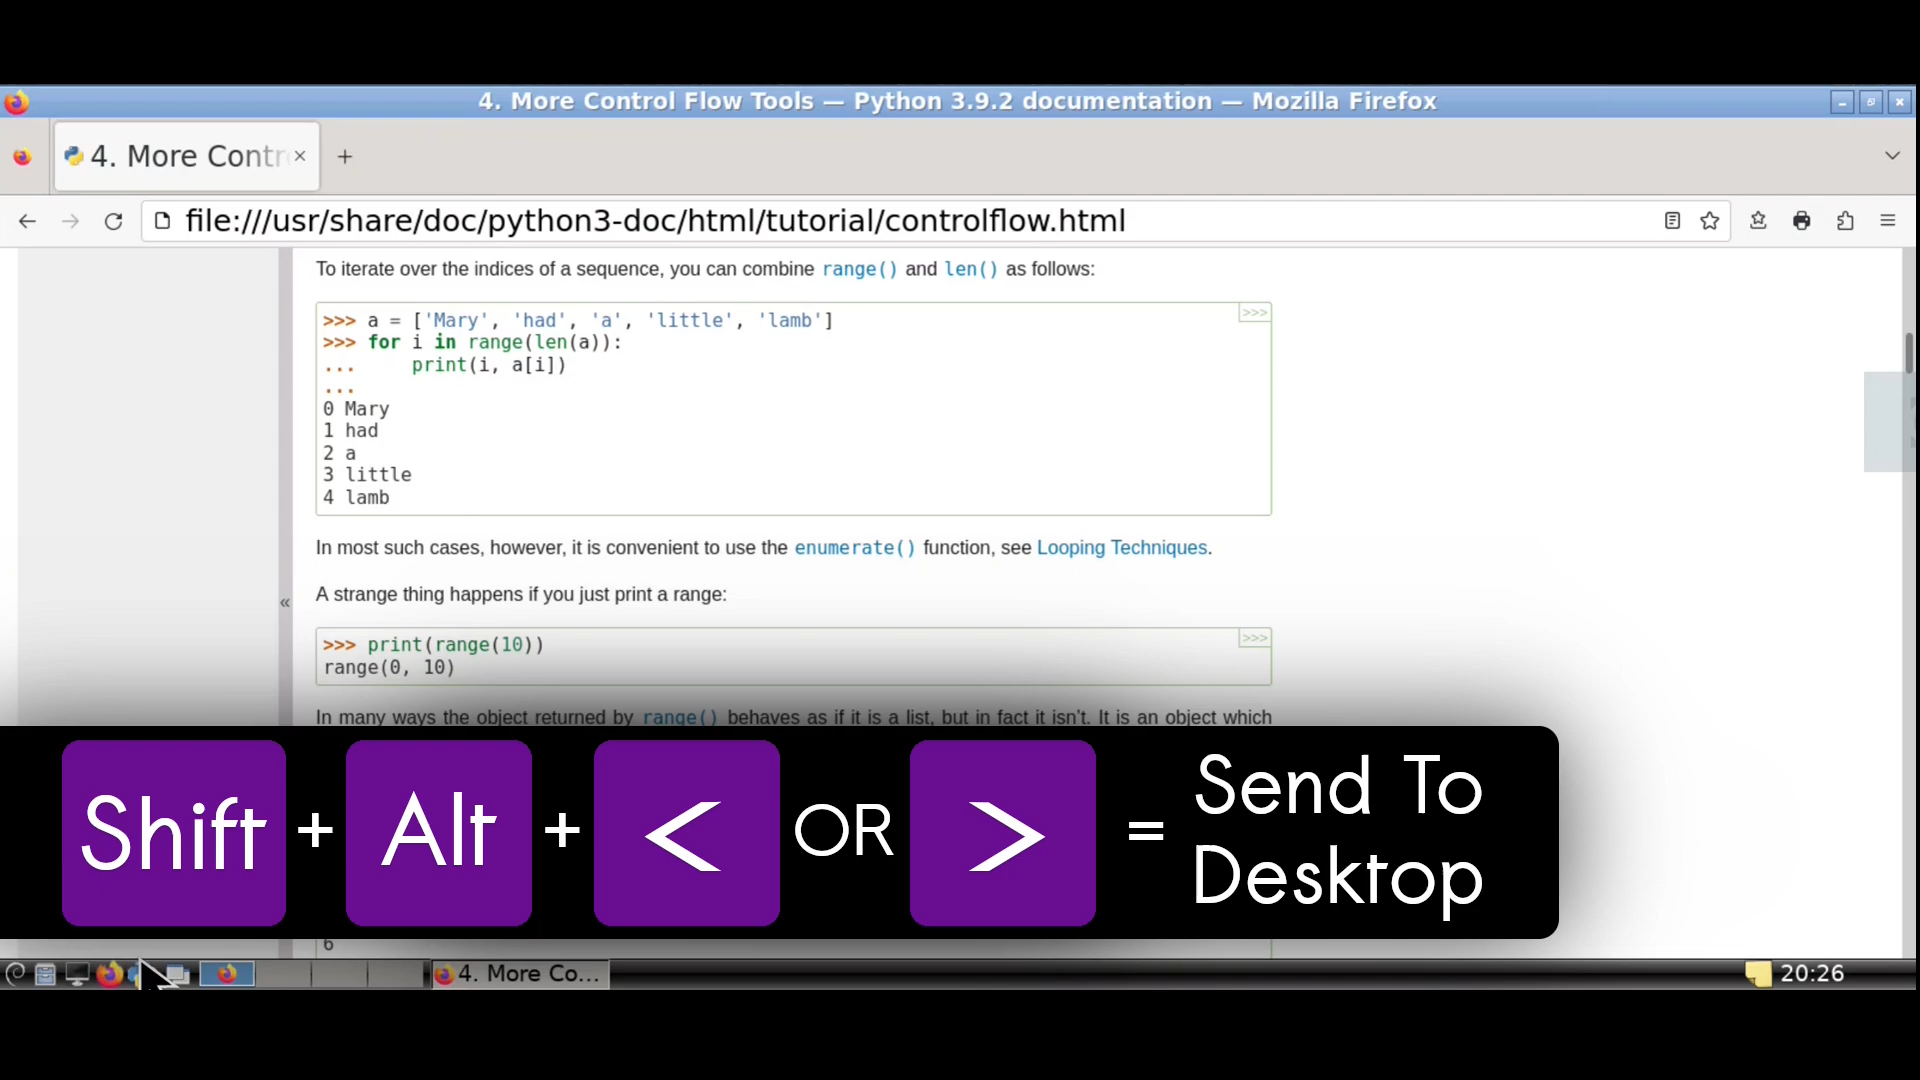 4. More Control Flow Tools — Python 3.9.2 documentation — Mozilla Firefox
4. More Contr
file:///usr/share/doc/python3-doc/html/tutorial/controlflow.html
To iterate over the indices of a sequence, you can combine range() and len() as follows:
>>>
>>> a = ['Mary', 'had', 'a', 'little', 'lamb']
>>> for i in range(len(a)):
...     print(i, a[i])
...
0 Mary
1 had
2 a
3 little
4 lamb
In most such cases, however, it is convenient to use the enumerate() function, see Looping Techniques.
«
A strange thing happens if you just print a range:
>>>
>>> print(range(10))
range(0, 10)
In many ways the object returned by range() behaves as if it is a list, but in fact it isn't. It is an object which
Shift + Alt + < OR > = Send To
Desktop
6
4. More Co...
20:26